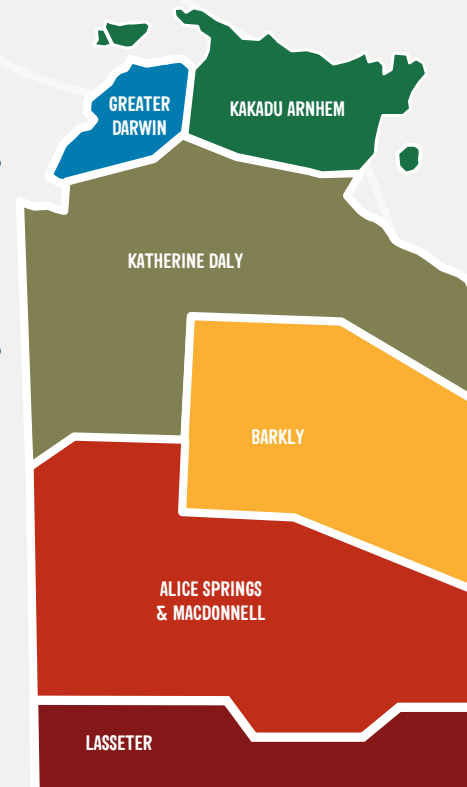 GREATER
DARWIN
KAKADU ARNHEM
KATHERINE DALY
BARKLY
ALICE SPRINGS
& MACDONNELL
LASSETER